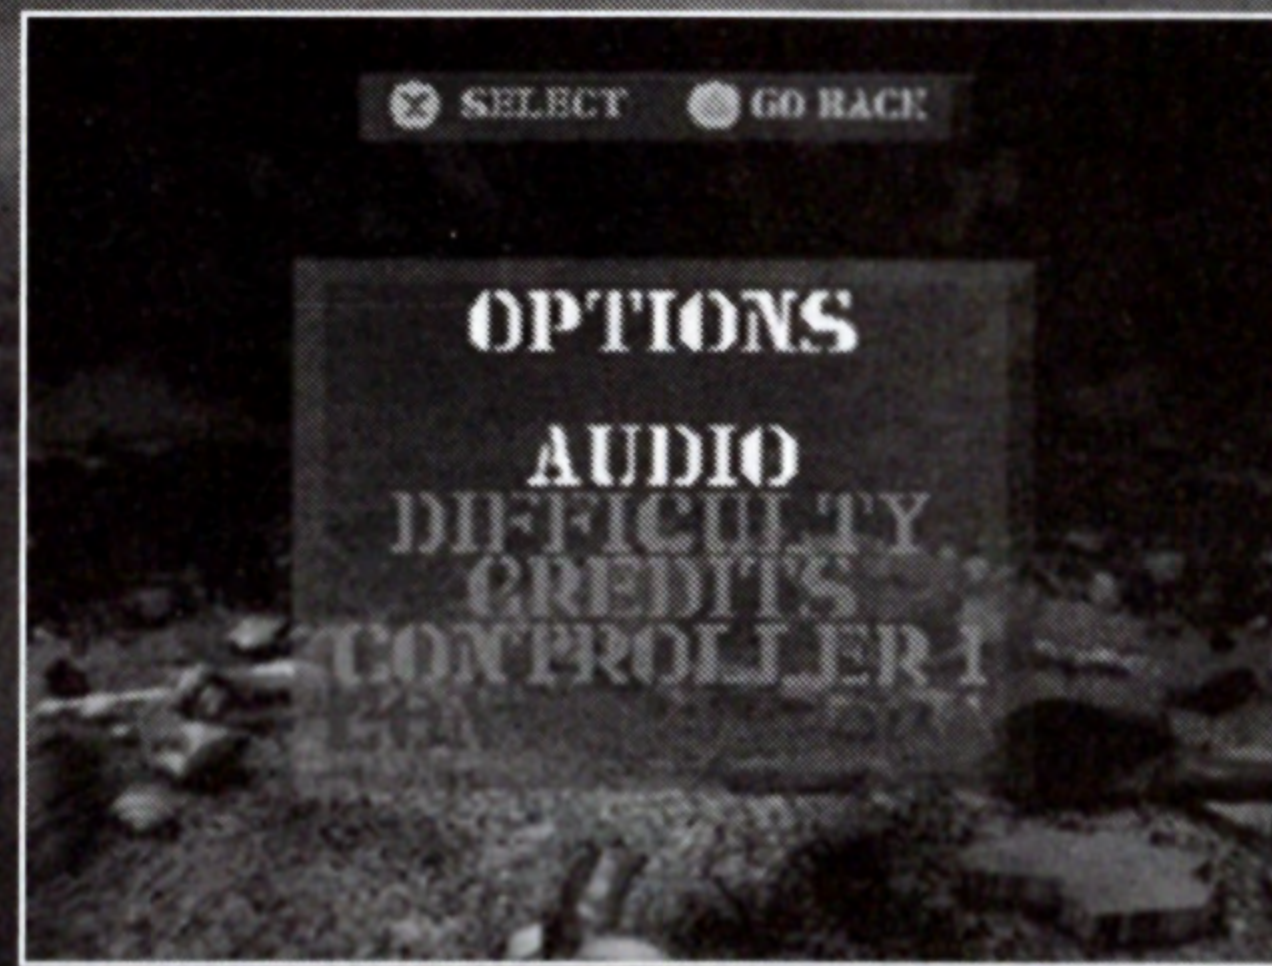 SELECT GO BACK
OPTIONS
AUDIO
DIFFICULTY
CREDITS
CONTROLLER 1